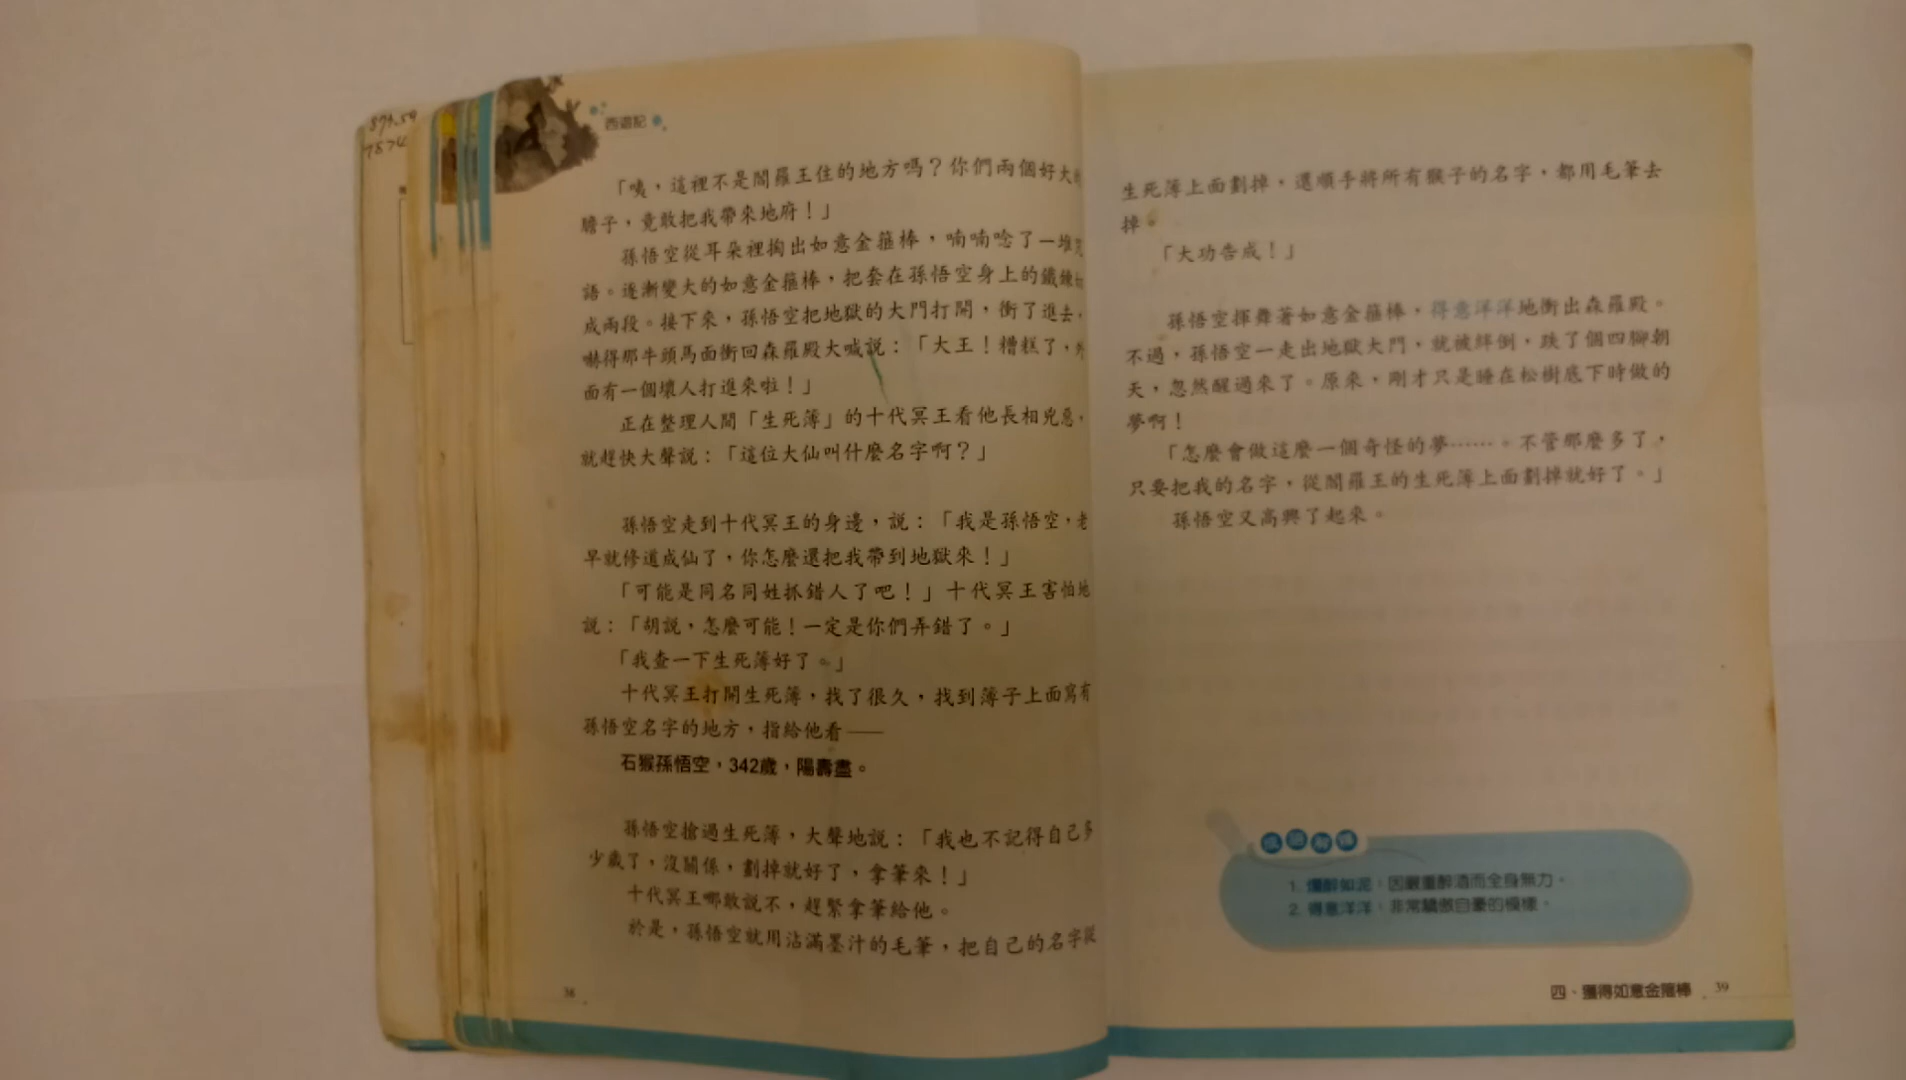 873.59
7874
西遊記
「咦，這裡不是閻羅王住的地方嗎？你們兩個好大的
膽子，竟敢把我帶來地府！」
孫悟空從耳朵裡掏出如意金箍棒，喃喃唸了一堆咒
語。逐漸變大的如意金箍棒，把套在孫悟空身上的鐵鍊
成兩段。接下來，孫悟空把地獄的大門打開，衝了進去，
嚇得那牛頭馬面衝回森羅殿大喊說：「大王！糟糕了，外
面有一個壞人打進來啦！」
正在整理人間「生死簿」的十代冥王看他長相兇惡，
就趕快大聲說：「這位大仙叫什麼名字啊？」
孫悟空走到十代冥王的身邊，說：「我是孫悟空，老
早就修道成仙了，你怎麼還把我帶到地獄來！」
「可能是同名同姓抓錯人了吧！」十代冥王害怕地
說：「胡說，怎麼可能！一定是你們弄錯了。」
「我查一下生死簿好了。」
十代冥王打開生死簿，找了很久，找到簿子上面寫有
孫悟空名字的地方，指給他看——
石猴孫悟空，342歲，陽壽盡。
孫悟空搶過生死簿，大聲地說：「我也不記得自己多
少歲了，沒關係，劃掉就好了，拿筆來！」
十代冥王哪敢說不，趕緊拿筆給他。
於是，孫悟空就用沾滿墨汁的毛筆，把自己的名字從
38
生死簿上面劃掉，還順手將所有猴子的名字，都用毛筆去
掉。
「大功告成！」
孫悟空揮舞著如意金箍棒，得意洋洋地衝出森羅殿。
不過，孫悟空一走出地獄大門，就被絆倒，跌了個四腳朝
天，忽然醒過來了。原來，剛才只是睡在松樹底下時做的
夢啊！
「怎麼會做這麼一個奇怪的夢……。不管那麼多了，
只要把我的名字，從閻羅王的生死簿上面劃掉就好了。」
孫悟空又高興了起來。
成語解釋
1. 爛醉如泥：因嚴重醉酒而全身無力。
2. 得意洋洋：非常驕傲自豪的模樣。
四、獲得如意金箍棒 39